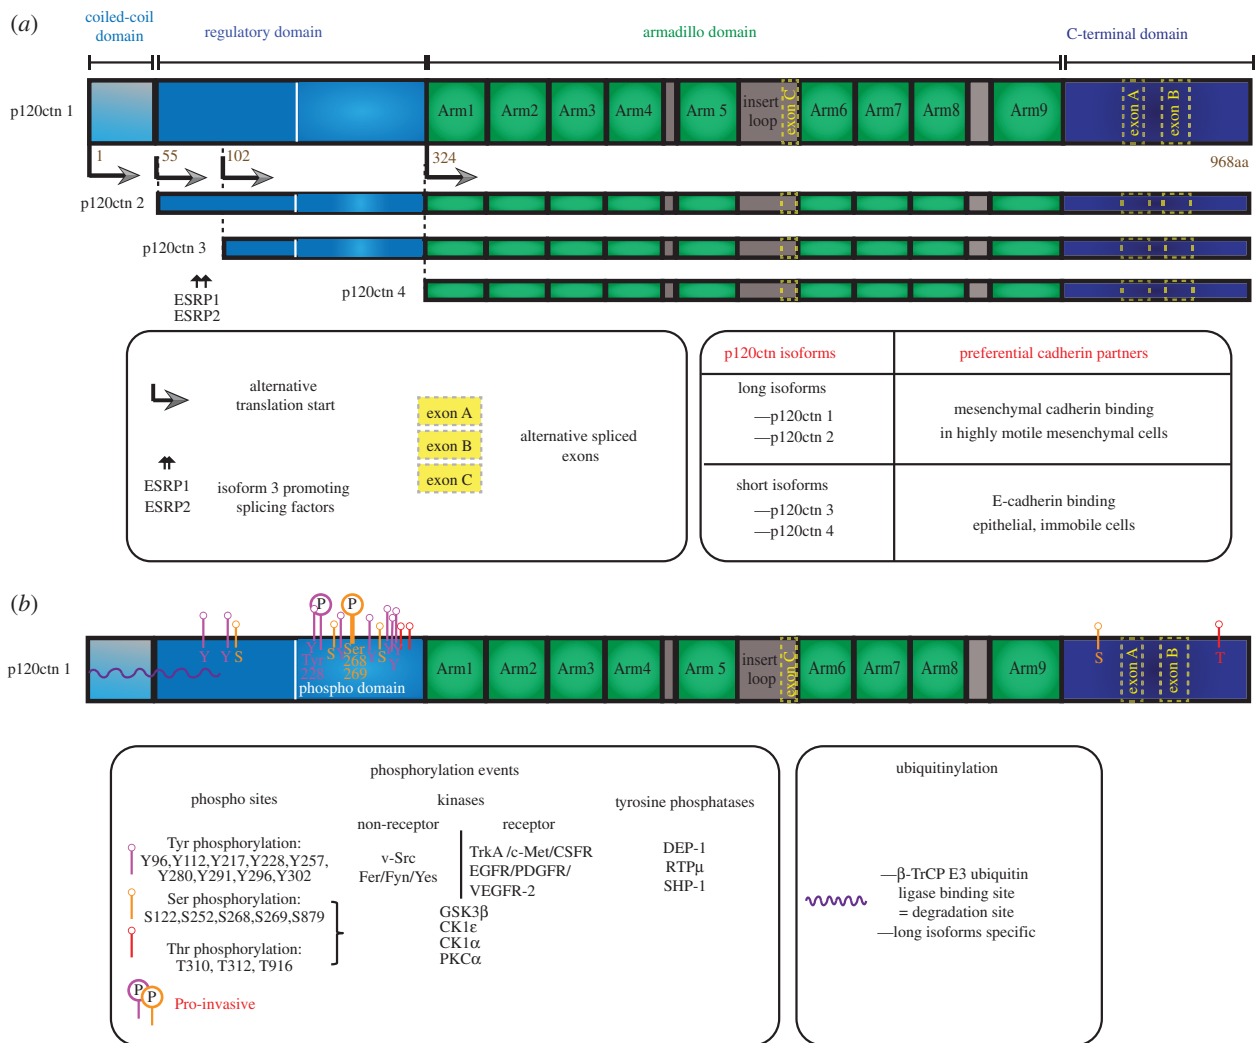 (a)
coiled-coil
domain
regulatory domain
armadillo domain
C-terminal domain
p120ctn 1
Arm1
Arm2
Arm3
Arm4
Arm 5
insert
loop
exon C
Arm6
Arm7
Arm8
Arm9
exon A
exon B
1
55
102
324
968aa
p120ctn 2
p120ctn 3
p120ctn 4
ESRP1
ESRP2
alternative
translation start
ESRP1
ESRP2
isoform 3 promoting
splicing factors
exon A
exon B
exon C
alternative spliced
exons
p120ctn isoforms
preferential cadherin partners
long isoforms
—p120ctn 1
—p120ctn 2
mesenchymal cadherin binding
in highly motile mesenchymal cells
short isoforms
—p120ctn 3
—p120ctn 4
E-cadherin binding
epithelial, immobile cells
(b)
p120ctn 1
P
P
Y
Y
S
Y
Tyr
228
S
Ser
268
269
S
Y
phospho domain
Arm1
Arm2
Arm3
Arm4
Arm 5
insert
loop
exon C
Arm6
Arm7
Arm8
Arm9
S
exon A
exon B
T
phosphorylation events
phospho sites
kinases
tyrosine phosphatases
non-receptor
receptor
Tyr phosphorylation:
Y96,Y112,Y217,Y228,Y257,
Y280,Y291,Y296,Y302
v-Src
Fer/Fyn/Yes
TrkA /c-Met/CSFR
EGFR/PDGFR/
VEGFR-2
DEP-1
RTPμ
SHP-1
Ser phosphorylation:
S122,S252,S268,S269,S879
Thr phosphorylation:
T310, T312, T916
GSK3β
CK1ε
CK1α
PKCα
P
P
Pro-invasive
ubiquitinylation
—β-TrCP E3 ubiquitin
ligase binding site
= degradation site
—long isoforms specific